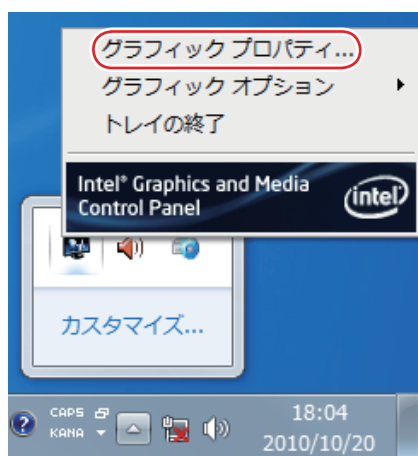 グラフィック プロパティ...
グラフィック オプション
トレイの終了
Intel® Graphics and Media
Control Panel
intel
カスタマイズ...
CAPS
KANA
18:04
2010/10/20